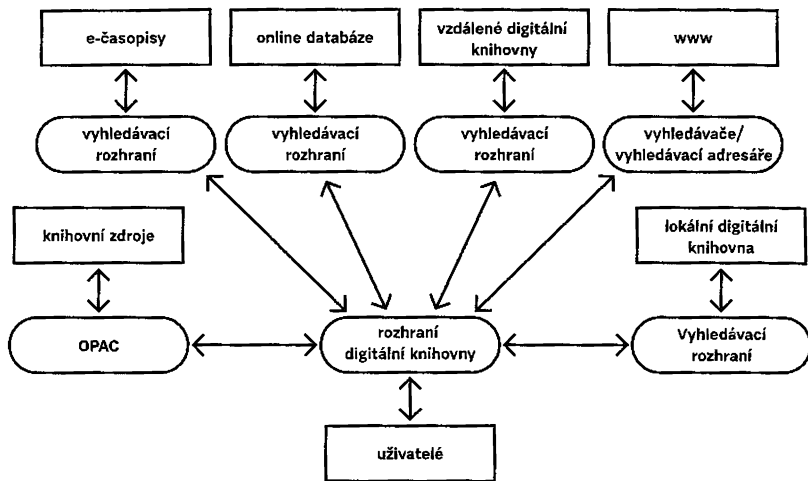 e-časopisy
online databáze
vzdálené digitální
knihovny
www
vyhledávací
rozhraní
vyhledávací
rozhraní
vyhledávací
rozhraní
vyhledávače/
vyhledávací adresáře
knihovní zdroje
lokální digitální
knihovna
OPAC
rozhraní
digitální knihovny
Vyhledávací
rozhraní
uživatelé